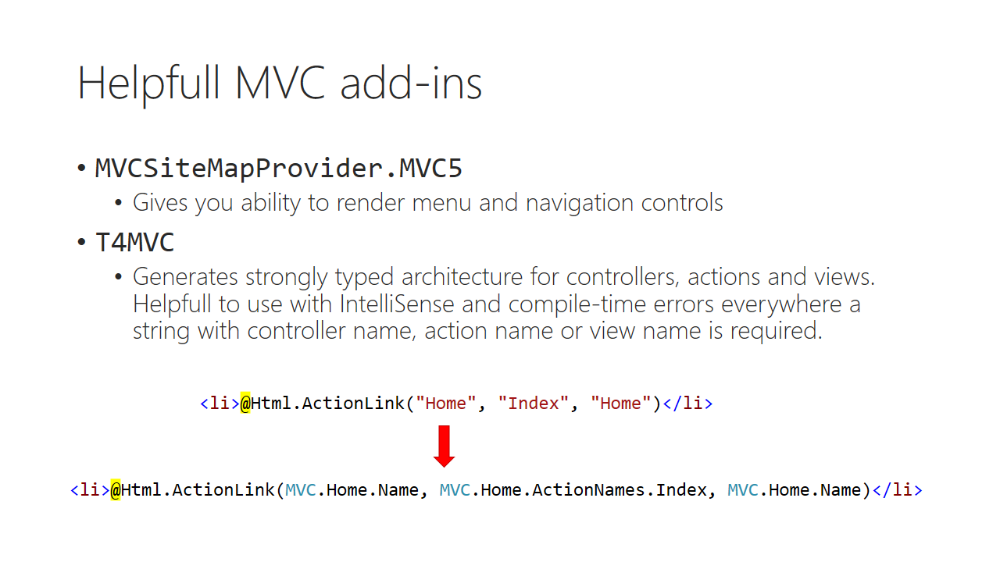 Helpfull MVC add-ins
• MVCSiteMapProvider.MVC5
• Gives you ability to render menu and navigation controls
• T4MVC
• Generates strongly typed architecture for controllers, actions and views.
Helpfull to use with IntelliSense and compile-time errors everywhere a
string with controller name, action name or view name is required.
<li>@Html.ActionLink("Home", "Index", "Home")</li>
<li>@Html.ActionLink(MVC.Home.Name, MVC.Home.ActionNames.Index, MVC.Home.Name)</li>